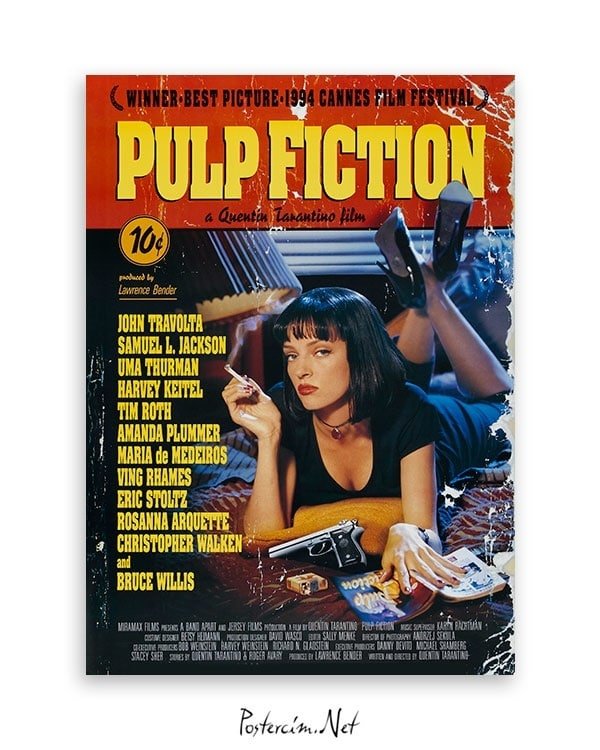 WINNER·BEST PICTURE·1994 CANNES FILM FESTIVAL
PULP FICTION
a Quentin Tarantino film
10¢
produced by
Lawrence Bender
JOHN TRAVOLTA
SAMUEL L. JACKSON
UMA THURMAN
HARVEY KEITEL
TIM ROTH
AMANDA PLUMMER
MARIA de MEDEIROS
VING RHAMES
ERIC STOLTZ
ROSANNA ARQUETTE
CHRISTOPHER WALKEN
and
BRUCE WILLIS
Pulp
Fiction
MIRAMAX FILMS PRESENTS A BAND APART AND JERSEY FILMS PRODUCTION A FILM BY QUENTIN TARANTINO PULP FICTION MUSIC SUPERVISOR KARYN RACHTMAN
COSTUME DESIGNER BETSY HEIMANN PRODUCTION DESIGNER DAVID WASCO EDITOR SALLY MENKE DIRECTOR OF PHOTOGRAPHY ANDRZEJ SEKULA
CO-EXECUTIVE PRODUCERS BOB WEINSTEIN HARVEY WEINSTEIN RICHARD N. GLADSTEIN EXECUTIVE PRODUCERS DANNY DEVITO MICHAEL SHAMBERG
STACEY SHER STORIES BY QUENTIN TARANTINO & ROGER AVARY PRODUCED BY LAWRENCE BENDER WRITTEN AND DIRECTED BY QUENTIN TARANTINO
Postercim.Net